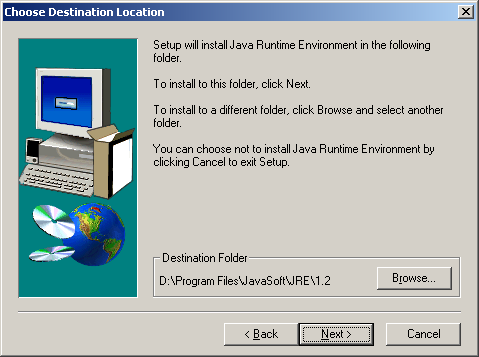 Choose Destination Location
Setup will install Java Runtime Environment in the following
folder.
To install to this folder, click Next.
To install to a different folder, click Browse and select another
folder.
You can choose not to install Java Runtime Environment by
clicking Cancel to exit Setup.
Destination Folder
D:\Program Files\JavaSoft\JRE\1.2
Browse...
< Back
Next >
Cancel